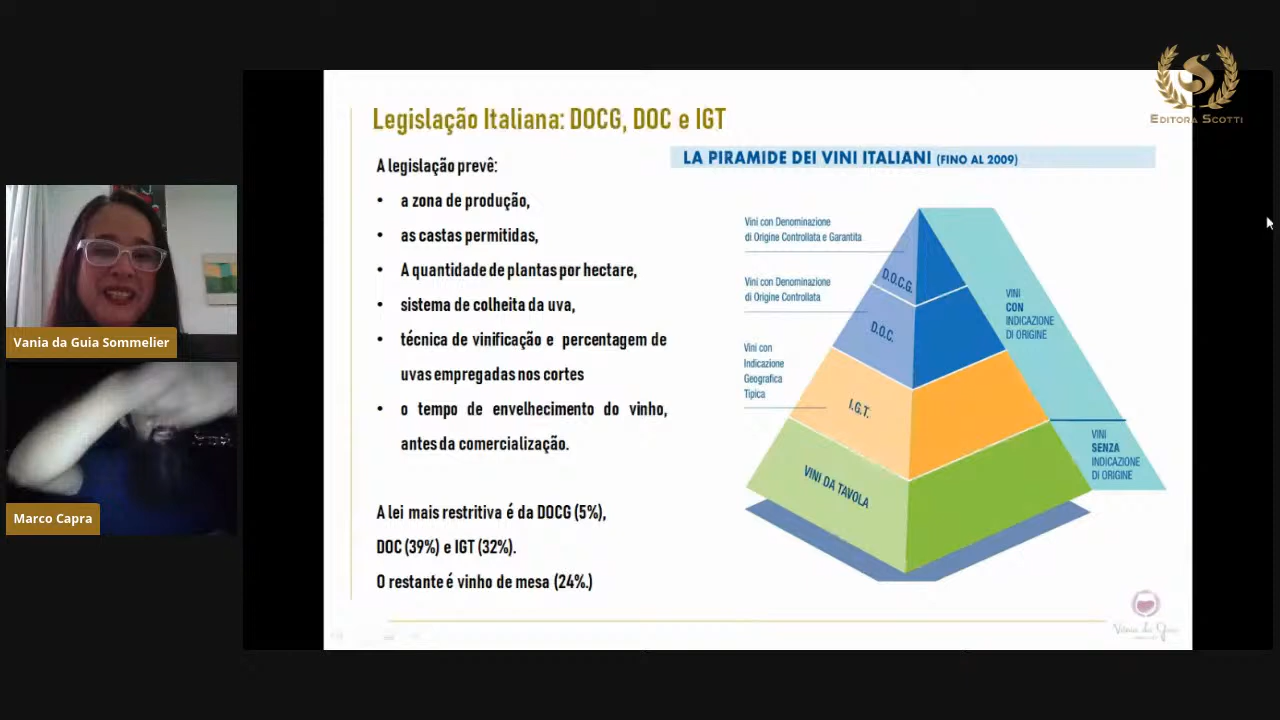 EDITORA SCOTTI
Legislação Italiana: DOCG, DOC e IGT
A legislação prevê:
• a zona de produção,
• as castas permitidas,
• A quantidade de plantas por hectare,
• sistema de colheita da uva,
• técnica de vinificação e percentagem de
uvas empregadas nos cortes
• o tempo de envelhecimento do vinho,
antes da comercialização.
A lei mais restritiva é da DOCG (5%),
DOC (39%) e IGT (32%).
O restante é vinho de mesa (24%.)
LA PIRAMIDE DEI VINI ITALIANI (FINO AL 2009)
Vini con Denominazione
di Origine Controllata e Garantita
Vini con Denominazione
di Origine Controllata
Vini con
Indicazione
Geografica
Tipica
D.O.C.G.
D.O.C.
I.G.T.
VINI DA TAVOLA
VINI
CON
INDICAZIONE
DI ORIGINE
VINI
SENZA
INDICAZIONE
DI ORIGINE
Vania da Guia Sommelier
Marco Capra
Vania da Guia